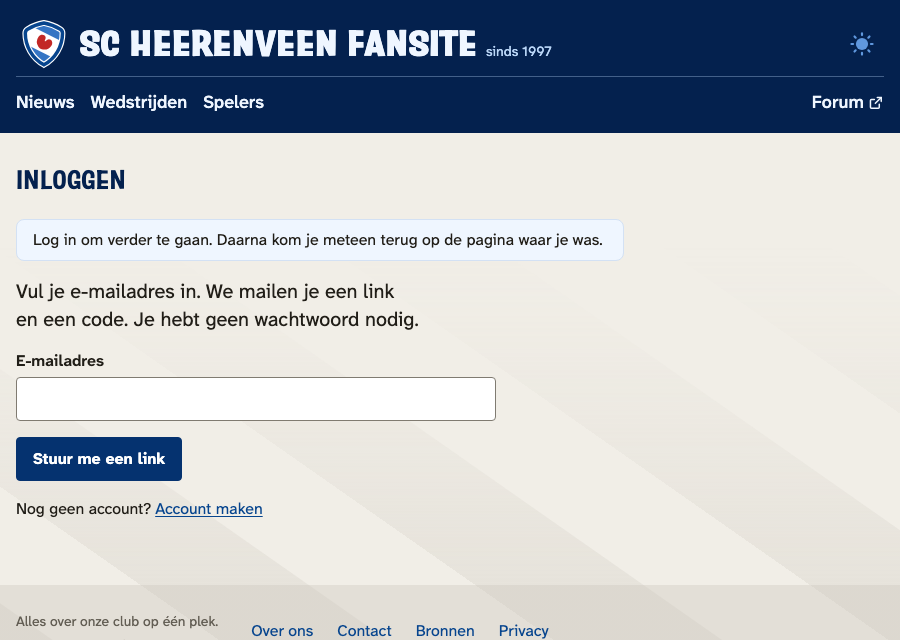 SC HEERENVEEN FANSITE sinds 1997
Nieuws Wedstrijden Spelers Forum
INLOGGEN
Log in om verder te gaan. Daarna kom je meteen terug op de pagina waar je was.
Vul je e-mailadres in. We mailen je een link
en een code. Je hebt geen wachtwoord nodig.
E-mailadres
Stuur me een link
Nog geen account? Account maken
Alles over onze club op één plek.
Over ons Contact Bronnen Privacy